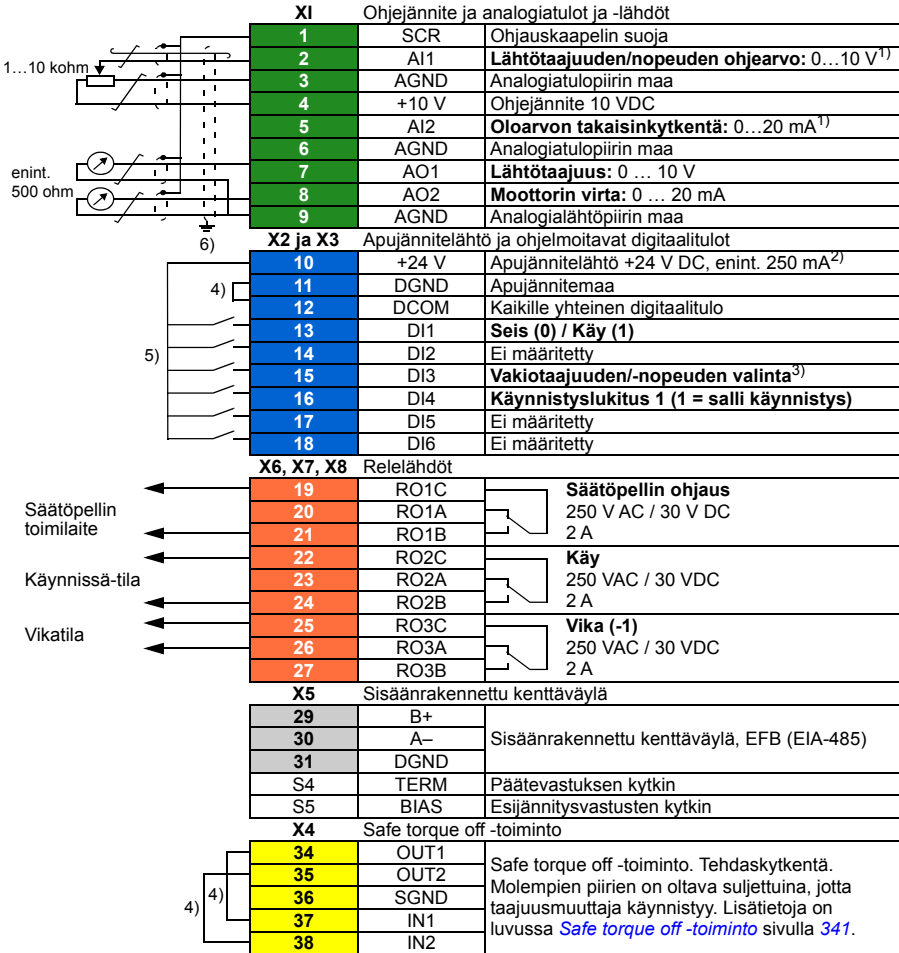 XI Ohjejännite ja analogiatulot ja -lähdöt
1 SCR Ohjauskaapelin suoja
2 AI1 Lähtötaajuuden/nopeuden ohjearvo: 0…10 V1)
1…10 kohm
3 AGND Analogiatulopiirin maa
4 +10 V Ohjejännite 10 VDC
5 AI2 Oloarvon takaisinkytkentä: 0…20 mA1)
6 AGND Analogiatulopiirin maa
enint.
500 ohm
7 AO1 Lähtötaajuus: 0 … 10 V
8 AO2 Moottorin virta: 0 … 20 mA
9 AGND Analogialähtöpiirin maa
6)
X2 ja X3 Apujännitelähtö ja ohjelmoitavat digitaalitulot
10 +24 V Apujännitelähtö +24 V DC, enint. 250 mA2)
4)
11 DGND Apujännitemaa
12 DCOM Kaikille yhteinen digitaalitulo
13 DI1 Seis (0) / Käy (1)
5)
14 DI2 Ei määritetty
15 DI3 Vakiotaajuuden/-nopeuden valinta3)
16 DI4 Käynnistyslukitus 1 (1 = salli käynnistys)
17 DI5 Ei määritetty
18 DI6 Ei määritetty
X6, X7, X8 Relelähdöt
Säätöpellin
toimilaite
19 RO1C Säätöpellin ohjaus
20 RO1A 250 V AC / 30 V DC
21 RO1B 2 A
Käynnissä-tila
22 RO2C Käy
23 RO2A 250 VAC / 30 VDC
24 RO2B 2 A
Vikatila
25 RO3C Vika (-1)
26 RO3A 250 VAC / 30 VDC
27 RO3B 2 A
X5 Sisäänrakennettu kenttäväylä
29 B+
30 A– Sisäänrakennettu kenttäväylä, EFB (EIA-485)
31 DGND
S4 TERM Päätevastuksen kytkin
S5 BIAS Esijännitysvastusten kytkin
X4 Safe torque off -toiminto
34 OUT1
35 OUT2
36 SGND
37 IN1
38 IN2
4)
4)
Safe torque off -toiminto. Tehdaskytkentä.
Molempien piirien on oltava suljettuina, jotta
taajuusmuuttaja käynnistyy. Lisätietoja on
luvussa Safe torque off -toiminto sivulla 341.